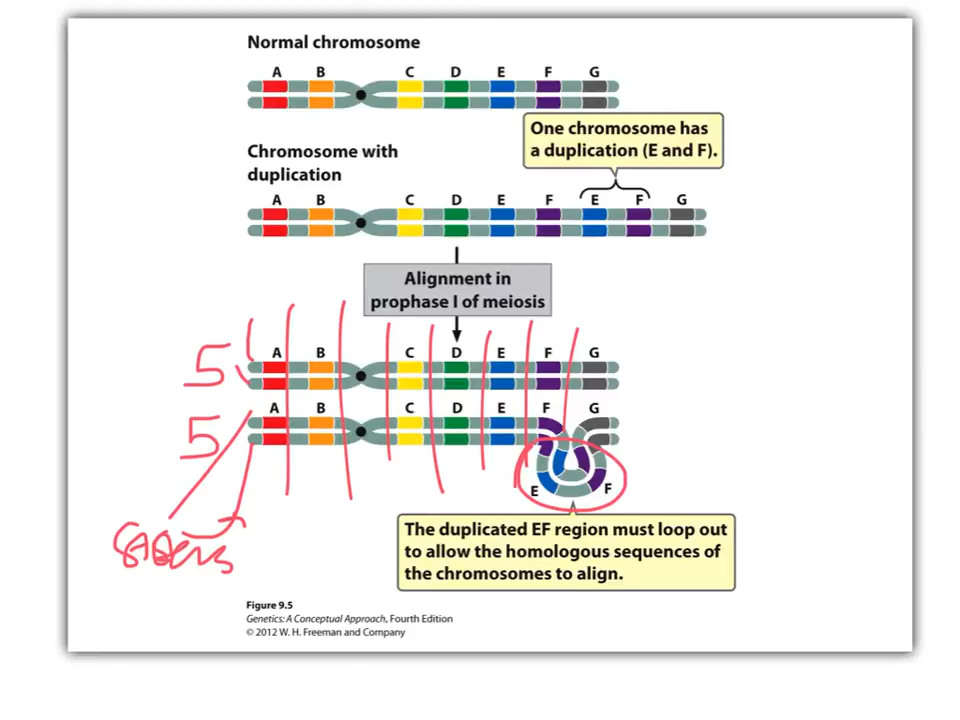 Normal chromosome
A B C D E F G
One chromosome has
a duplication (E and F).
Chromosome with
duplication
A B C D E F E F G
Alignment in
prophase I of meiosis
A B C D E F G
5
A B C D E F G
5
E F
The duplicated EF region must loop out
to allow the homologous sequences of
the chromosomes to align.
Figure 9.5
Genetics: A Conceptual Approach, Fourth Edition
© 2012 W. H. Freeman and Company